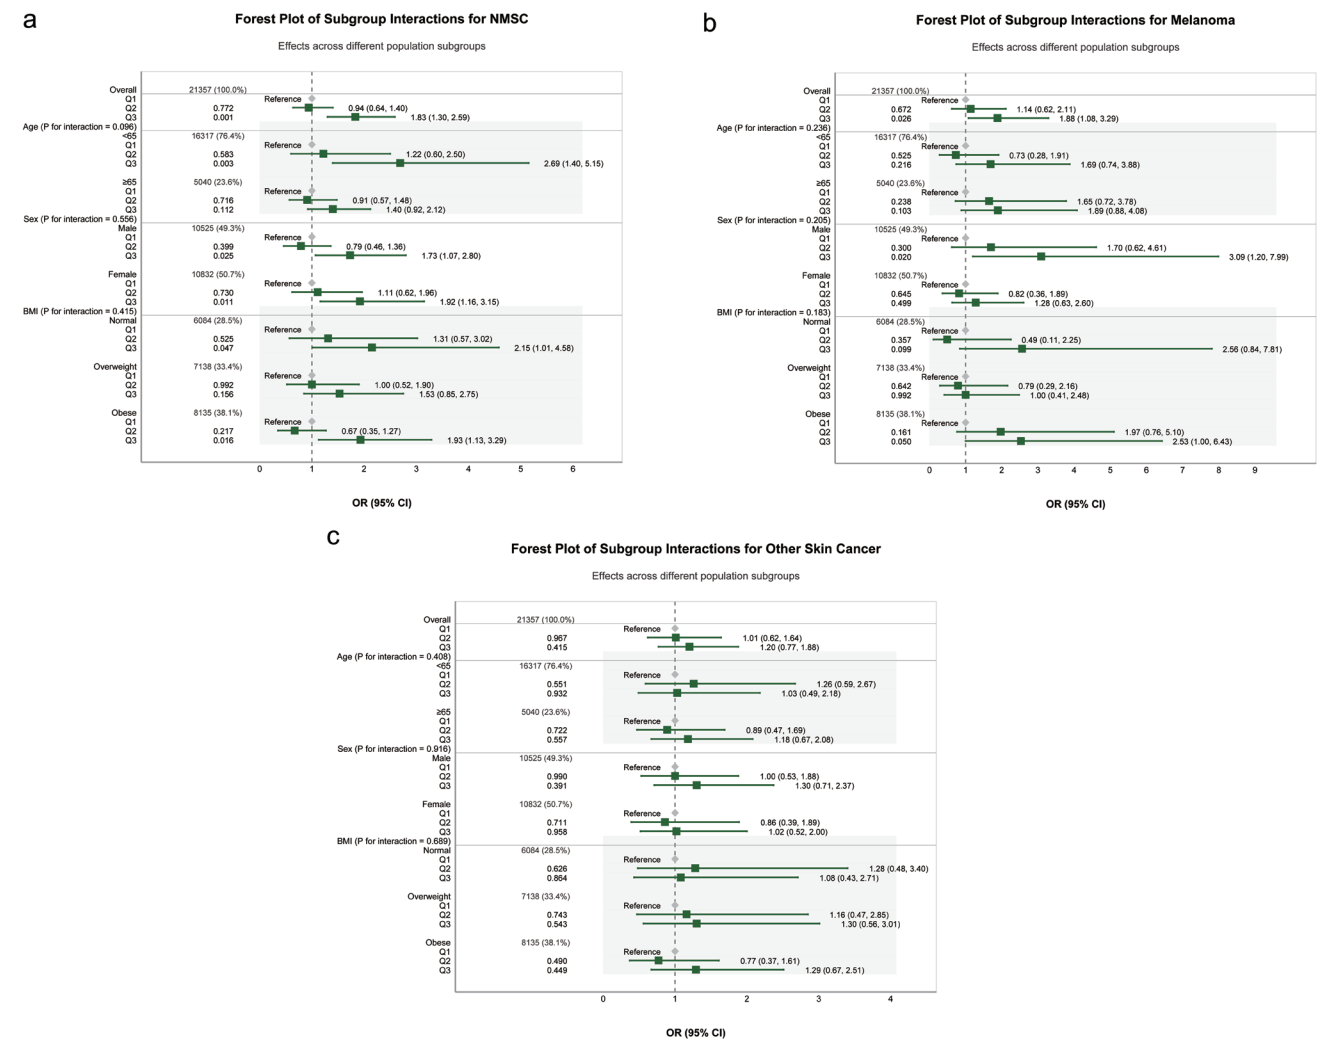 a
Forest Plot of Subgroup Interactions for NMSC
Effects across different population subgroups
Overall 21357 (100.0%)
Q1 Reference
Q2 0.772 0.94 (0.64, 1.40)
Q3 0.001 1.83 (1.30, 2.59)
Age (P for interaction = 0.096)
<65 16317 (76.4%)
Q1 Reference
Q2 0.583 1.22 (0.60, 2.50)
Q3 0.003 2.69 (1.40, 5.15)
≥65 5040 (23.6%)
Q1 Reference
Q2 0.716 0.91 (0.57, 1.48)
Q3 0.112 1.40 (0.92, 2.12)
Sex (P for interaction = 0.556)
Male 10525 (49.3%)
Q1 Reference
Q2 0.399 0.79 (0.46, 1.36)
Q3 0.025 1.73 (1.07, 2.80)
Female 10832 (50.7%)
Q1 Reference
Q2 0.730 1.11 (0.62, 1.96)
Q3 0.011 1.92 (1.16, 3.15)
BMI (P for interaction = 0.415)
Normal 6084 (28.5%)
Q1 Reference
Q2 0.525 1.31 (0.57, 3.02)
Q3 0.047 2.15 (1.01, 4.58)
Overweight 7138 (33.4%)
Q1 Reference
Q2 0.992 1.00 (0.52, 1.90)
Q3 0.156 1.53 (0.85, 2.75)
Obese 8135 (38.1%)
Q1 Reference
Q2 0.217 0.67 (0.35, 1.27)
Q3 0.016 1.93 (1.13, 3.29)
0 1 2 3 4 5 6
OR (95% CI)
b
Forest Plot of Subgroup Interactions for Melanoma
Effects across different population subgroups
Overall 21357 (100.0%)
Q1 Reference
Q2 0.672 1.14 (0.62, 2.11)
Q3 0.026 1.88 (1.08, 3.29)
Age (P for interaction = 0.236)
<65 16317 (76.4%)
Q1 Reference
Q2 0.525 0.73 (0.28, 1.91)
Q3 0.216 1.69 (0.74, 3.88)
≥65 5040 (23.6%)
Q1 Reference
Q2 0.238 1.65 (0.72, 3.78)
Q3 0.103 1.89 (0.88, 4.08)
Sex (P for interaction = 0.205)
Male 10525 (49.3%)
Q1 Reference
Q2 0.300 1.70 (0.62, 4.61)
Q3 0.020 3.09 (1.20, 7.99)
Female 10832 (50.7%)
Q1 Reference
Q2 0.645 0.82 (0.36, 1.89)
Q3 0.499 1.28 (0.63, 2.60)
BMI (P for interaction = 0.183)
Normal 6084 (28.5%)
Q1 Reference
Q2 0.357 0.49 (0.11, 2.25)
Q3 0.099 2.56 (0.84, 7.81)
Overweight 7138 (33.4%)
Q1 Reference
Q2 0.642 0.79 (0.29, 2.16)
Q3 0.992 1.00 (0.41, 2.48)
Obese 8135 (38.1%)
Q1 Reference
Q2 0.161 1.97 (0.76, 5.10)
Q3 0.050 2.53 (1.00, 6.43)
0 1 2 3 4 5 6 7 8 9
OR (95% CI)
c
Forest Plot of Subgroup Interactions for Other Skin Cancer
Effects across different population subgroups
Overall 21357 (100.0%)
Q1 Reference
Q2 0.967 1.01 (0.62, 1.64)
Q3 0.415 1.20 (0.77, 1.88)
Age (P for interaction = 0.408)
<65 16317 (76.4%)
Q1 Reference
Q2 0.551 1.26 (0.59, 2.67)
Q3 0.932 1.03 (0.49, 2.18)
≥65 5040 (23.6%)
Q1 Reference
Q2 0.722 0.89 (0.47, 1.69)
Q3 0.557 1.18 (0.67, 2.08)
Sex (P for interaction = 0.916)
Male 10525 (49.3%)
Q1 Reference
Q2 0.990 1.00 (0.53, 1.88)
Q3 0.391 1.30 (0.71, 2.37)
Female 10832 (50.7%)
Q1 Reference
Q2 0.711 0.86 (0.39, 1.89)
Q3 0.958 1.02 (0.52, 2.00)
BMI (P for interaction = 0.689)
Normal 6084 (28.5%)
Q1 Reference
Q2 0.626 1.28 (0.48, 3.40)
Q3 0.864 1.08 (0.43, 2.71)
Overweight 7138 (33.4%)
Q1 Reference
Q2 0.743 1.16 (0.47, 2.85)
Q3 0.543 1.30 (0.56, 3.01)
Obese 8135 (38.1%)
Q1 Reference
Q2 0.490 0.77 (0.37, 1.61)
Q3 0.449 1.29 (0.67, 2.51)
0 1 2 3 4
OR (95% CI)